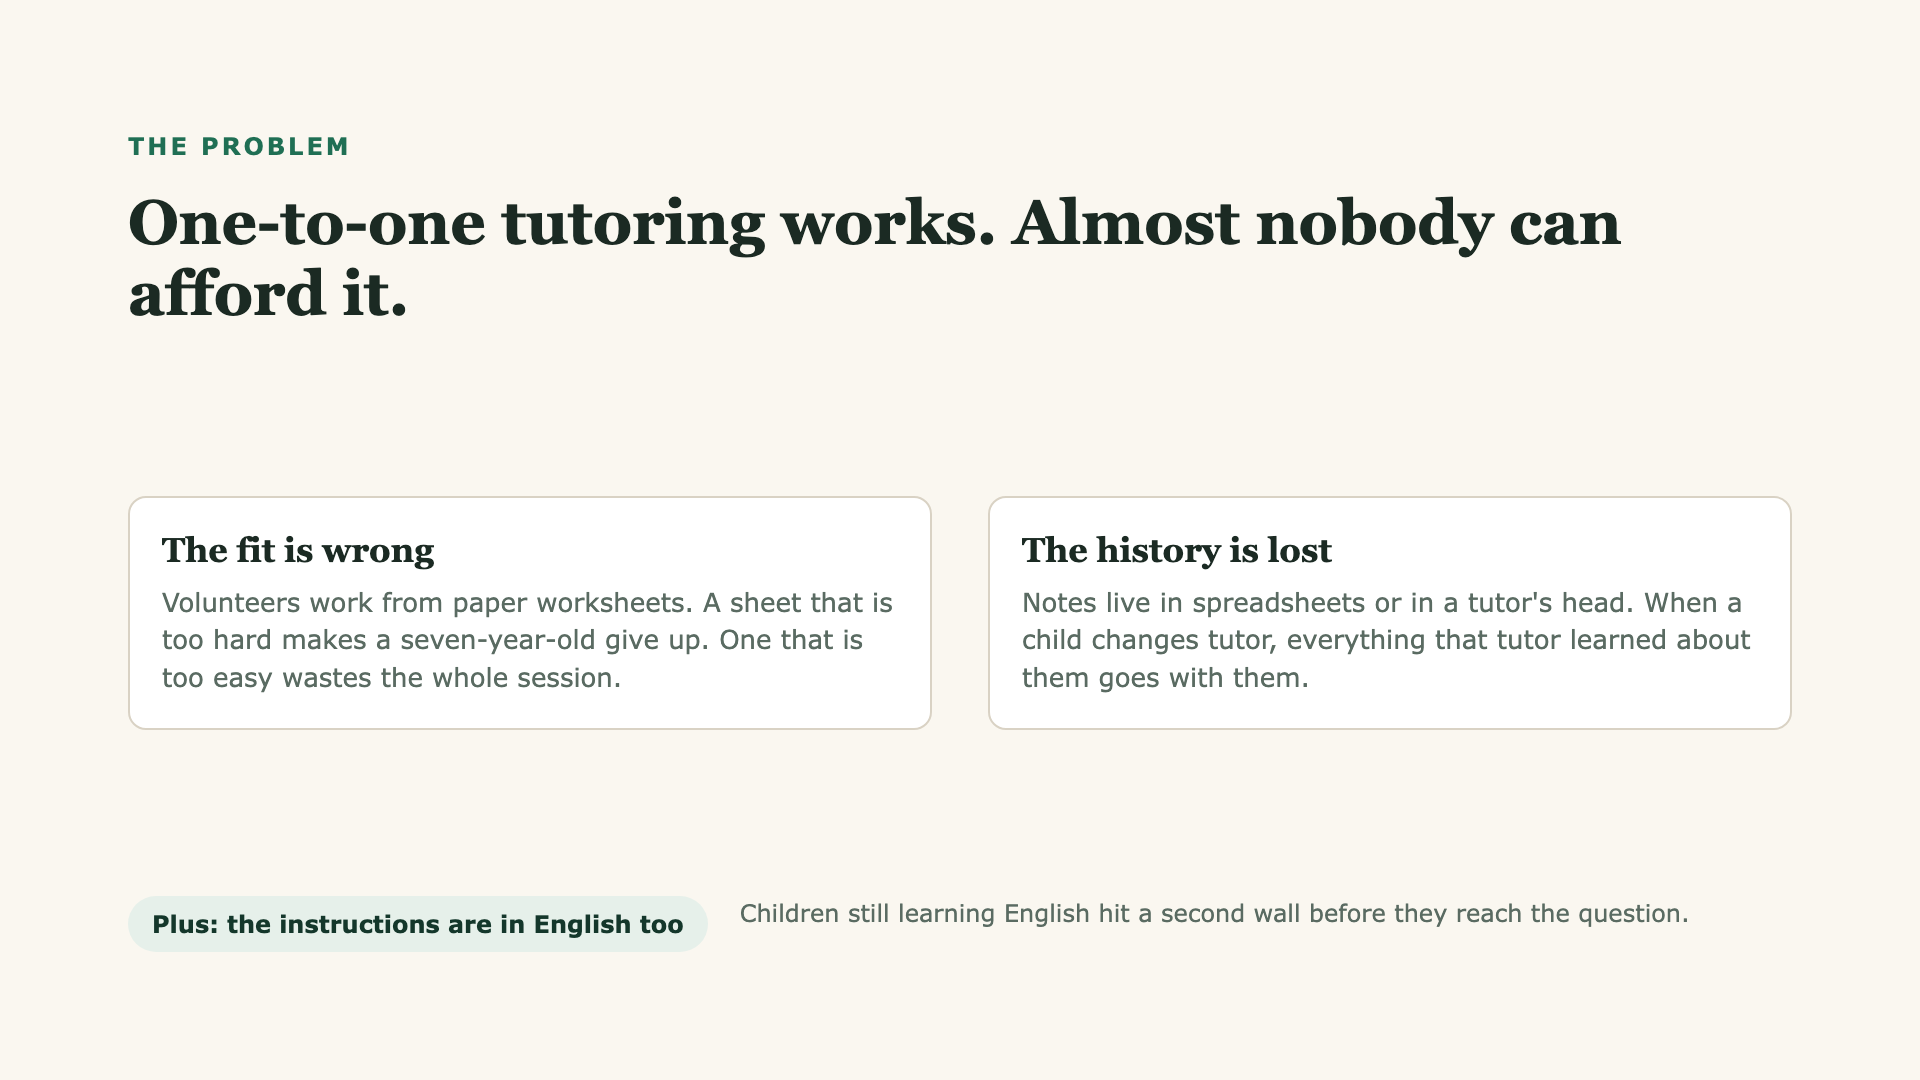 THE PROBLEM
One-to-one tutoring works. Almost nobody can
afford it.
The fit is wrong
Volunteers work from paper worksheets. A sheet that is
too hard makes a seven-year-old give up. One that is
too easy wastes the whole session.
The history is lost
Notes live in spreadsheets or in a tutor's head. When a
child changes tutor, everything that tutor learned about
them goes with them.
Plus: the instructions are in English too
Children still learning English hit a second wall before they reach the question.